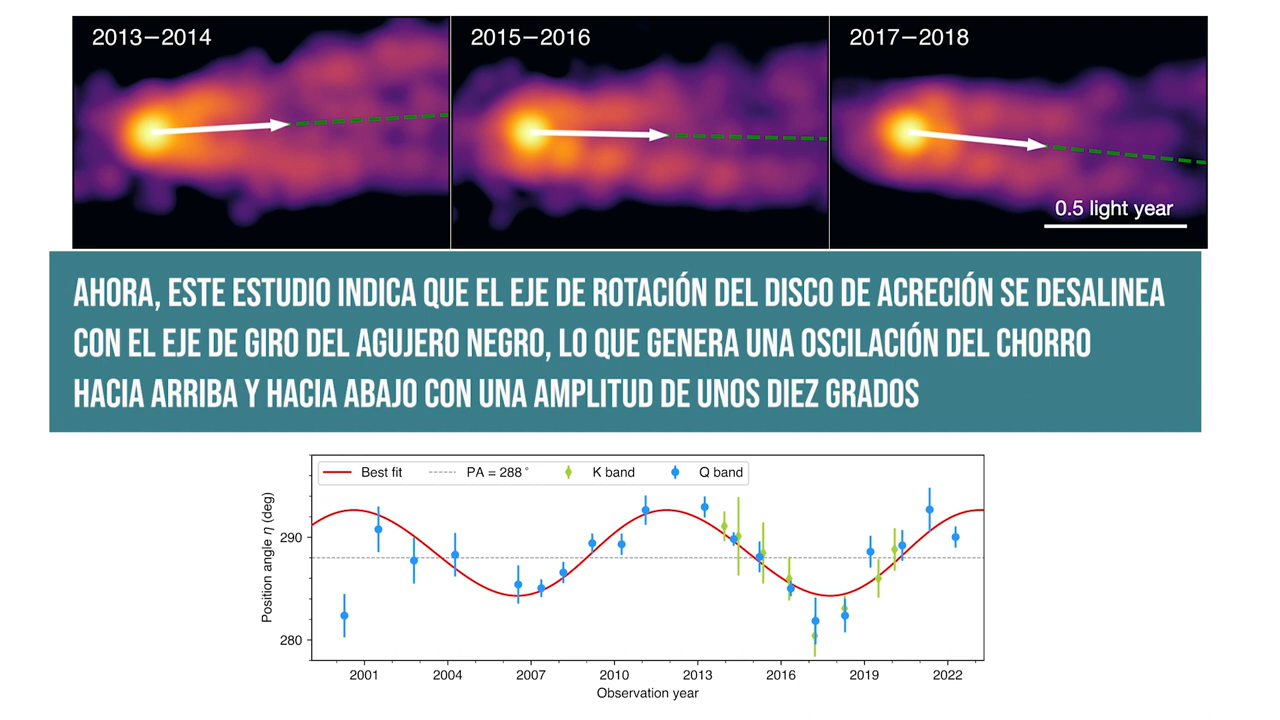 2013–2014
2015–2016
2017–2018
0.5 light year
AHORA, ESTE ESTUDIO INDICA QUE EL EJE DE ROTACIÓN DEL DISCO DE ACRECIÓN SE DESALINEA
CON EL EJE DE GIRO DEL AGUJERO NEGRO, LO QUE GENERA UNA OSCILACIÓN DEL CHORRO
HACIA ARRIBA Y HACIA ABAJO CON UNA AMPLITUD DE UNOS DIEZ GRADOS
Best fit
PA = 288°
K band
Q band
Position angle η (deg)
290
280
2001
2004
2007
2010
2013
2016
2019
2022
Observation year